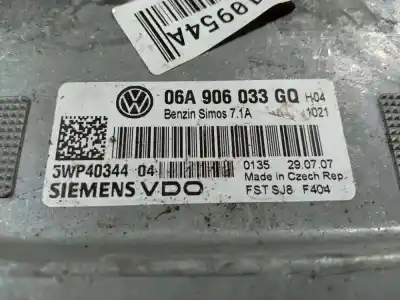 10954A
06A 906 033 GQ H04
Benzin Simos 7.1A 1021
5WP40344 04 0135 29.07.07
Made in Czech Rep.
SIEMENS VDO FST SJ8 F404